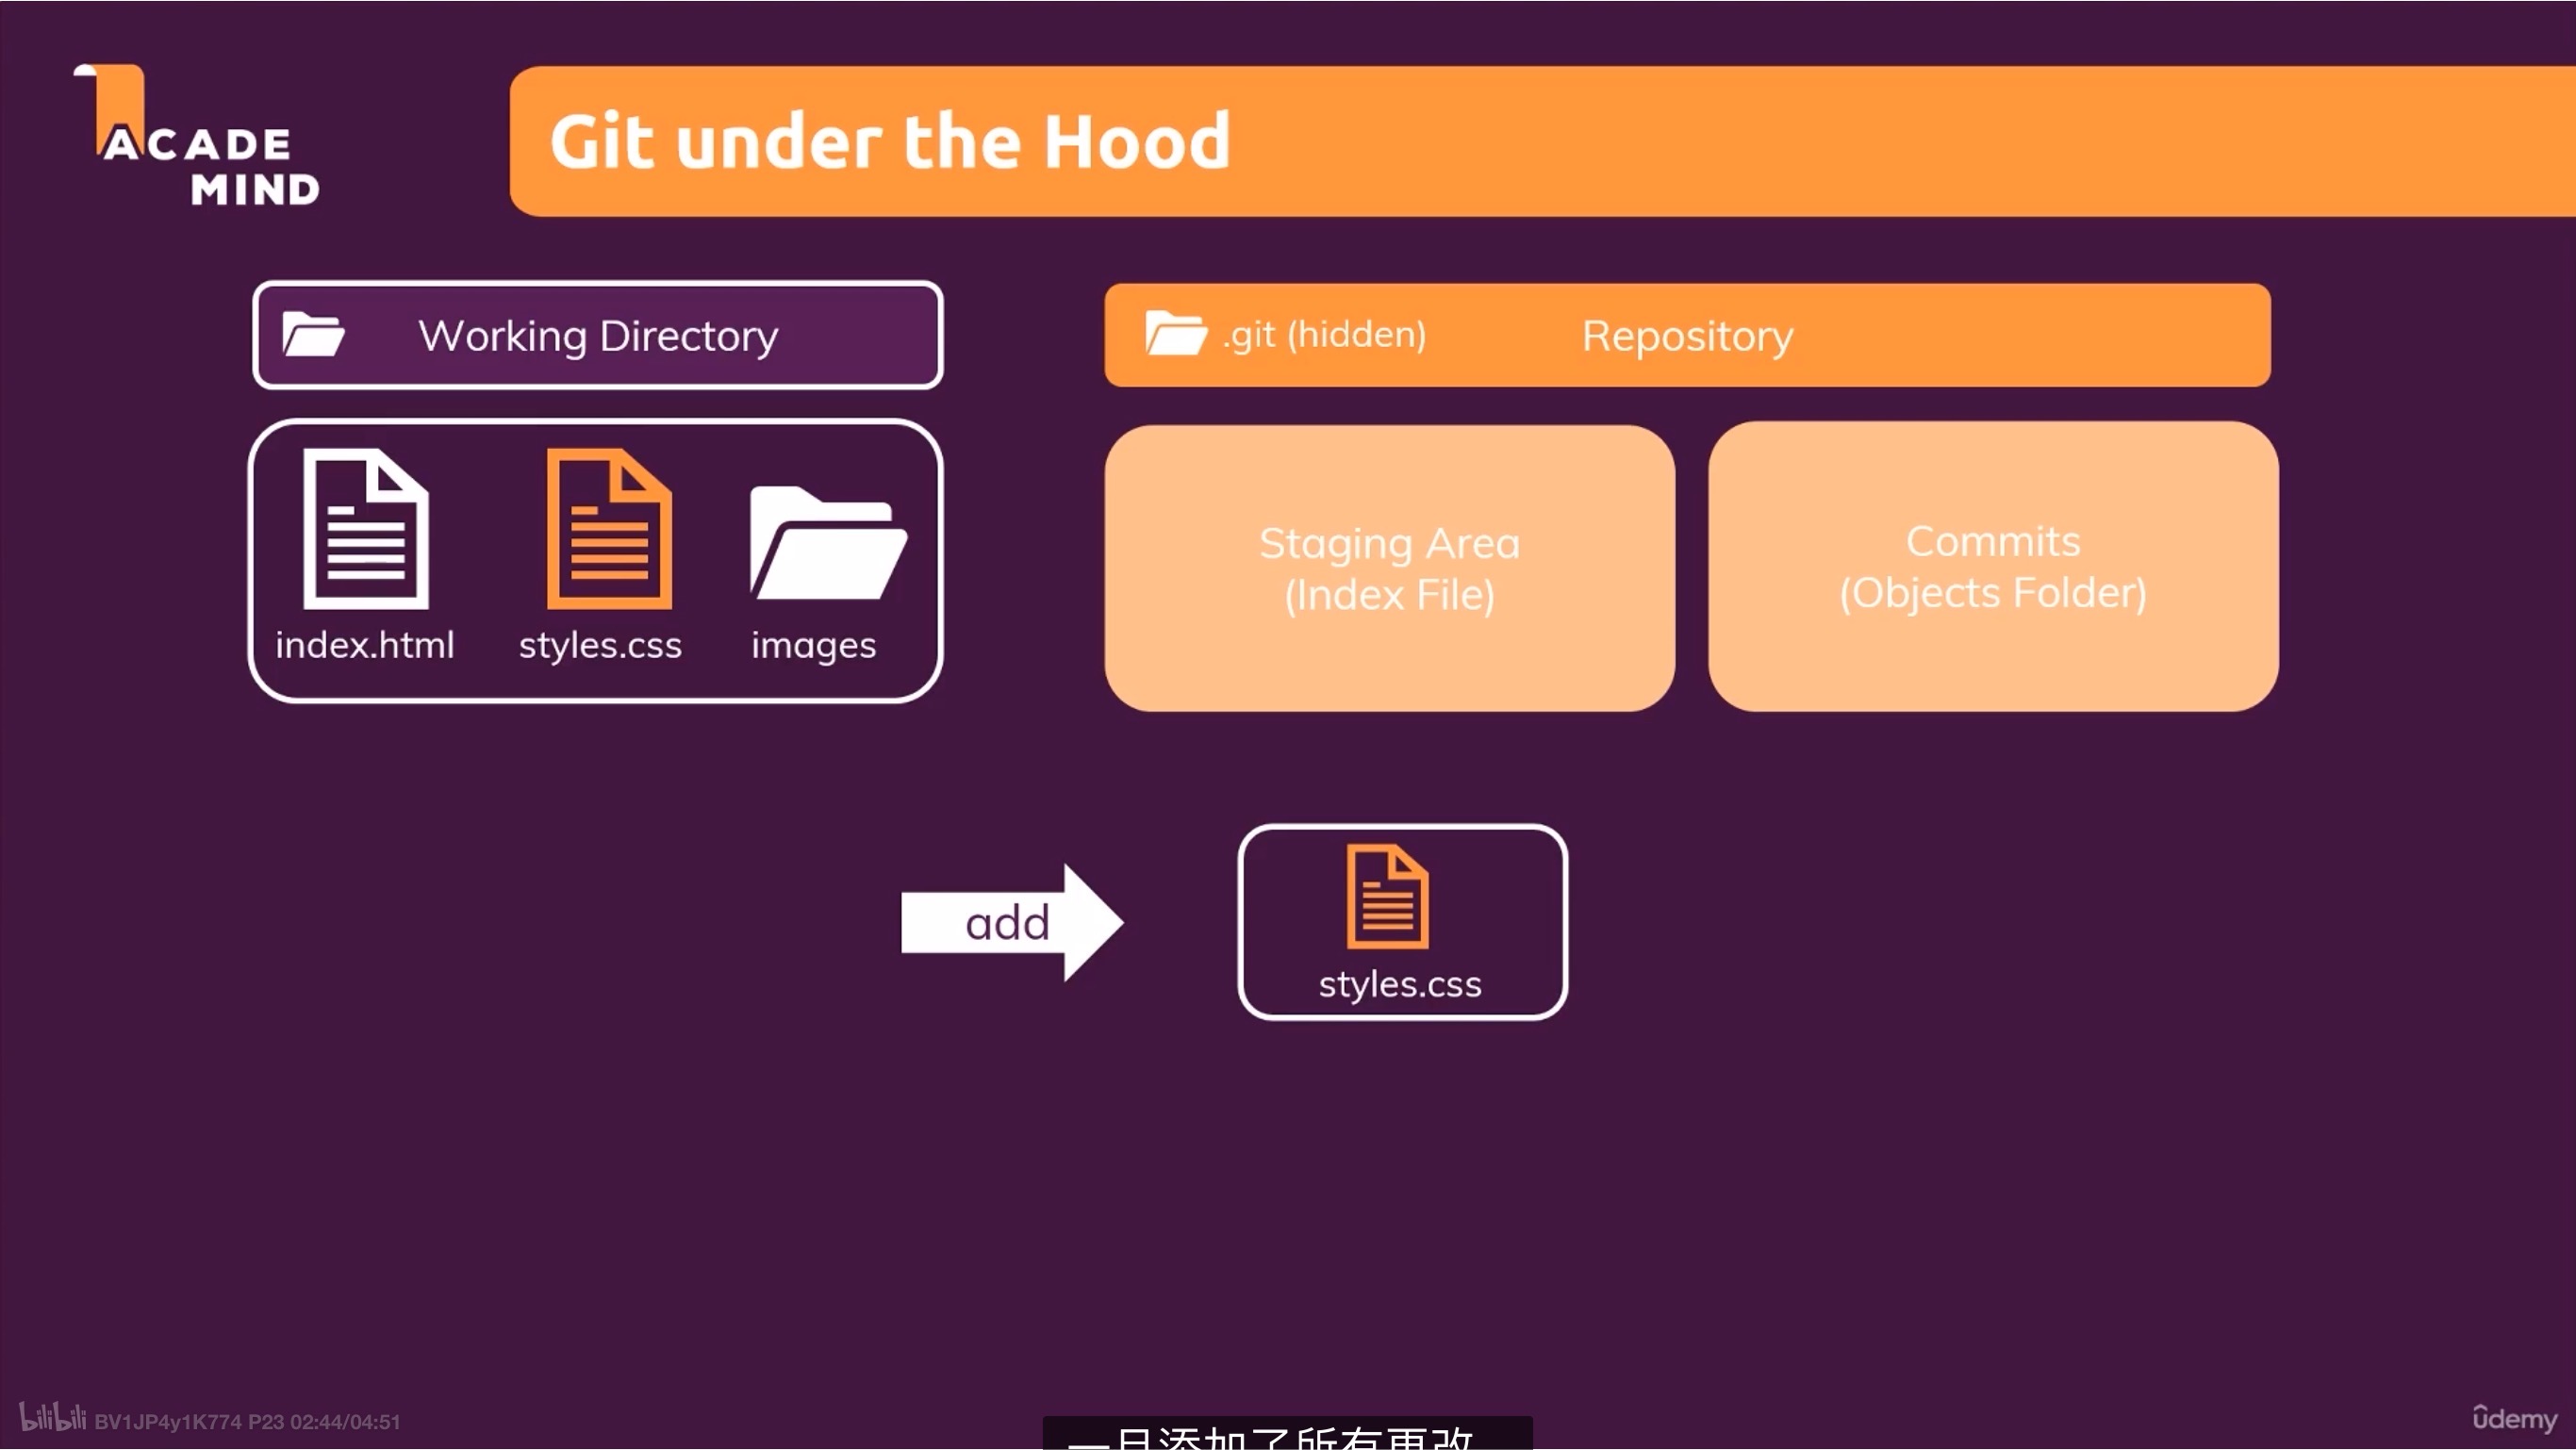 ACADE
MIND
Git under the Hood
Working Directory
.git (hidden)
Repository
index.html
styles.css
images
Staging Area
(Index File)
Commits
(Objects Folder)
add
styles.css
bilibili BV1JP4y1K774 P23 02:44/04:51
一旦添加了所有更改
ûdemy